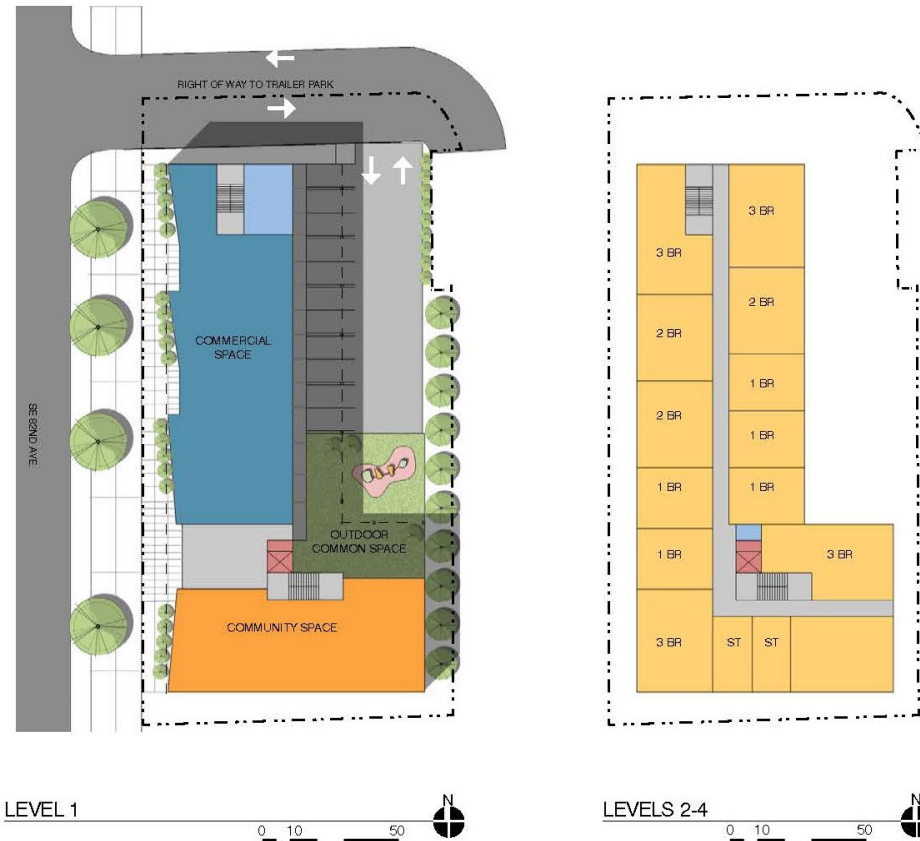 RIGHT OF WAY TO TRAILER PARK
SE 82ND AVE.
COMMERCIAL
SPACE
OUTDOOR
COMMON SPACE
COMMUNITY SPACE
LEVEL 1
0 10 50
N
3 BR
3 BR
2 BR
2 BR
1 BR
2 BR
1 BR
1 BR
1 BR
1 BR
3 BR
3 BR
ST
ST
LEVELS 2-4
0 10 50
N